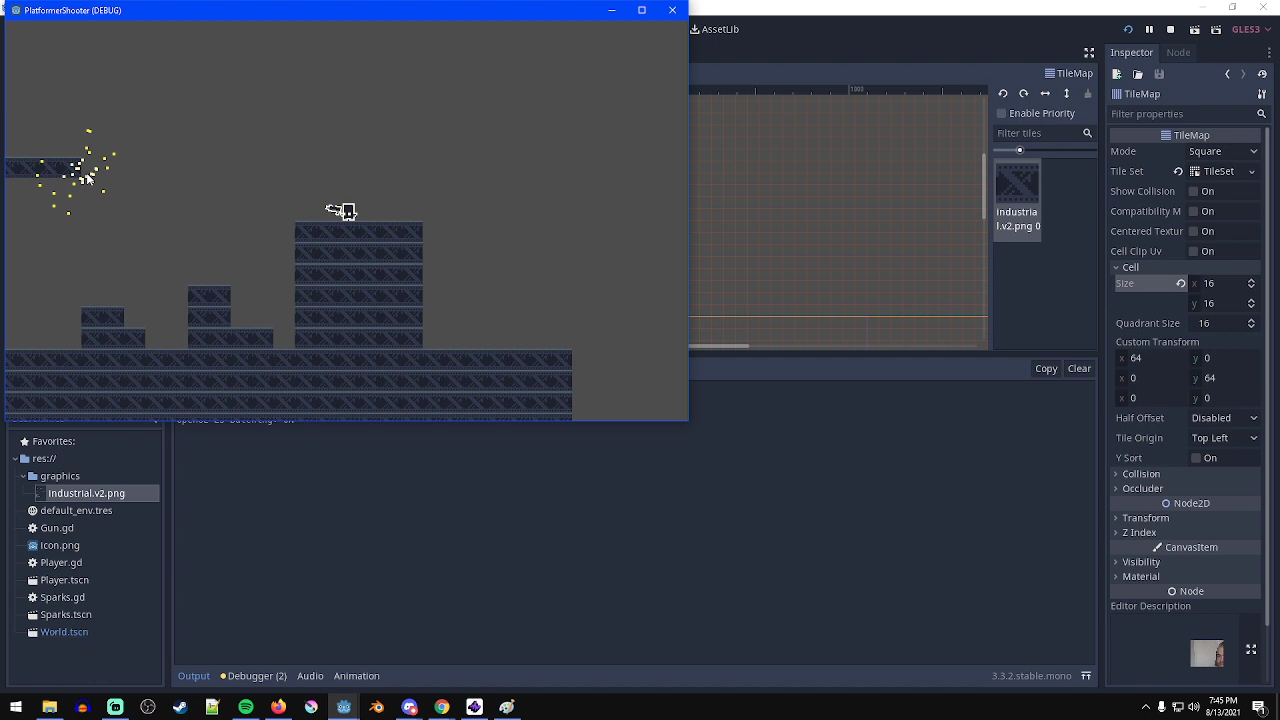 PlatformerShooter (DEBUG)
AssetLib
GLES3
Inspector
Node
TileMap
1000
TileMap
Enable Priority
Filter properties
Filter tiles
TileMap
Mode
Square
Tile Set
TileSet
Show Collision
On
Compatibility M
On
Centered Textur
On
Cell Clip Uv
On
industria
l.v2.png 0
Cell
Size
x 16
y 16
Quadrant Size
16
Custom Transform
x 64
y 0
x 0
y 64
x 0
y 0
Copy
Clear
Half Offset
Disabled
Tile Origin
Top Left
Y Sort
On
Collision
Occluder
Node2D
Transform
Z Index
CanvasItem
Visibility
Material
Node
Editor Description
Favorites:
res://
graphics
industrial.v2.png
default_env.tres
Gun.gd
Icon.png
Player.gd
Player.tscn
Sparks.gd
Sparks.tscn
World.tscn
Output
Debugger (2)
Audio
Animation
3.3.2.stable.mono
7:45 PM
8/13/2021